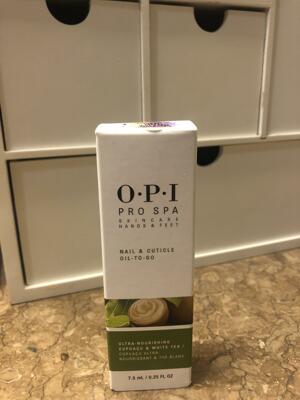 O·P·I
PRO SPA
SKINCARE
HANDS & FEET
NAIL & CUTICLE
OIL-TO-GO
ULTRA-NOURISHING
CUPUAÇU & WHITE TEA /
CUPUAÇU ULTRA
NOURISSANT & THÉ BLANC
7.5 mL / 0.25 FL OZ